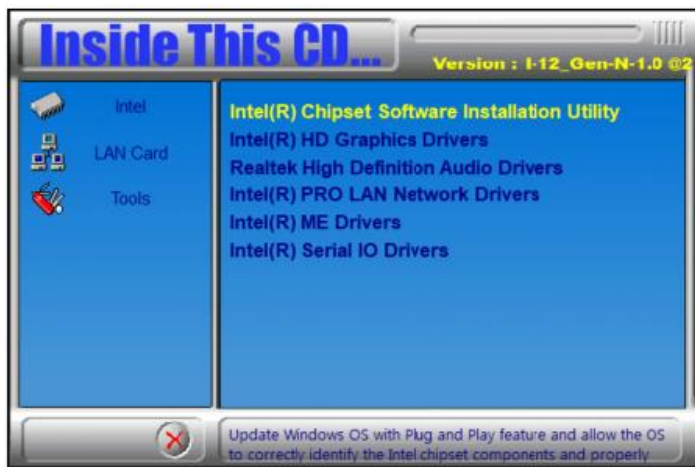 Inside This CD...
Version : I-12_Gen-N-1.0 @2
Intel
LAN Card
Tools
Intel(R) Chipset Software Installation Utility
Intel(R) HD Graphics Drivers
Realtek High Definition Audio Drivers
Intel(R) PRO LAN Network Drivers
Intel(R) ME Drivers
Intel(R) Serial IO Drivers
Update Windows OS with Plug and Play feature and allow the OS
to correctly identify the Intel chipset components and properly